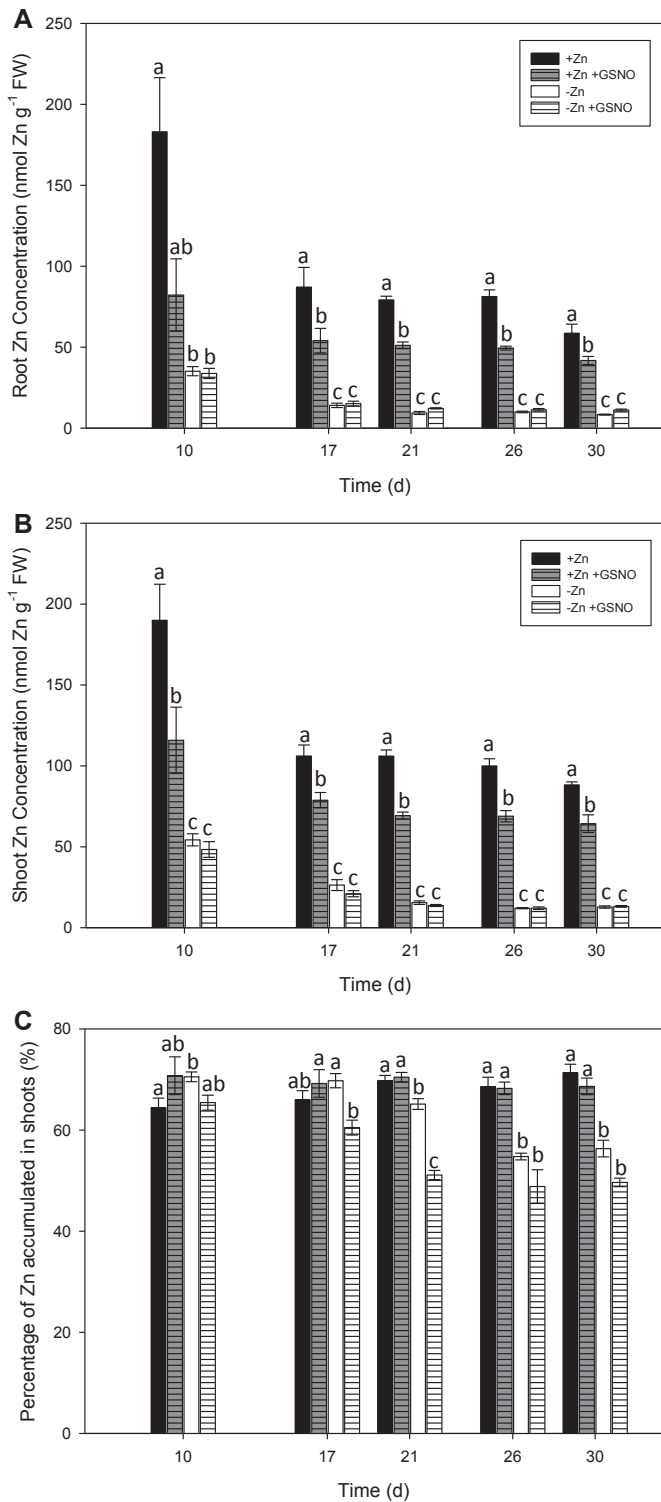 A
Root Zn Concentration (nmol Zn g⁻¹ FW)
250
200
150
100
50
0
+Zn
+Zn +GSNO
-Zn
-Zn +GSNO
a ab b b
a b c c
a b c c
a b c c
a b c c
10 17 21 26 30
Time (d)
B
Shoot Zn Concentration (nmol Zn g⁻¹ FW)
250
200
150
100
50
0
+Zn
+Zn +GSNO
-Zn
-Zn +GSNO
a b c c
a b c c
a b c c
a b c c
a b c c
10 17 21 26 30
Time (d)
C
Percentage of Zn accumulated in shoots (%)
80
60
40
20
0
a ab b ab
ab a a b
a a b c
a a b b
a a b b
10 17 21 26 30
Time (d)